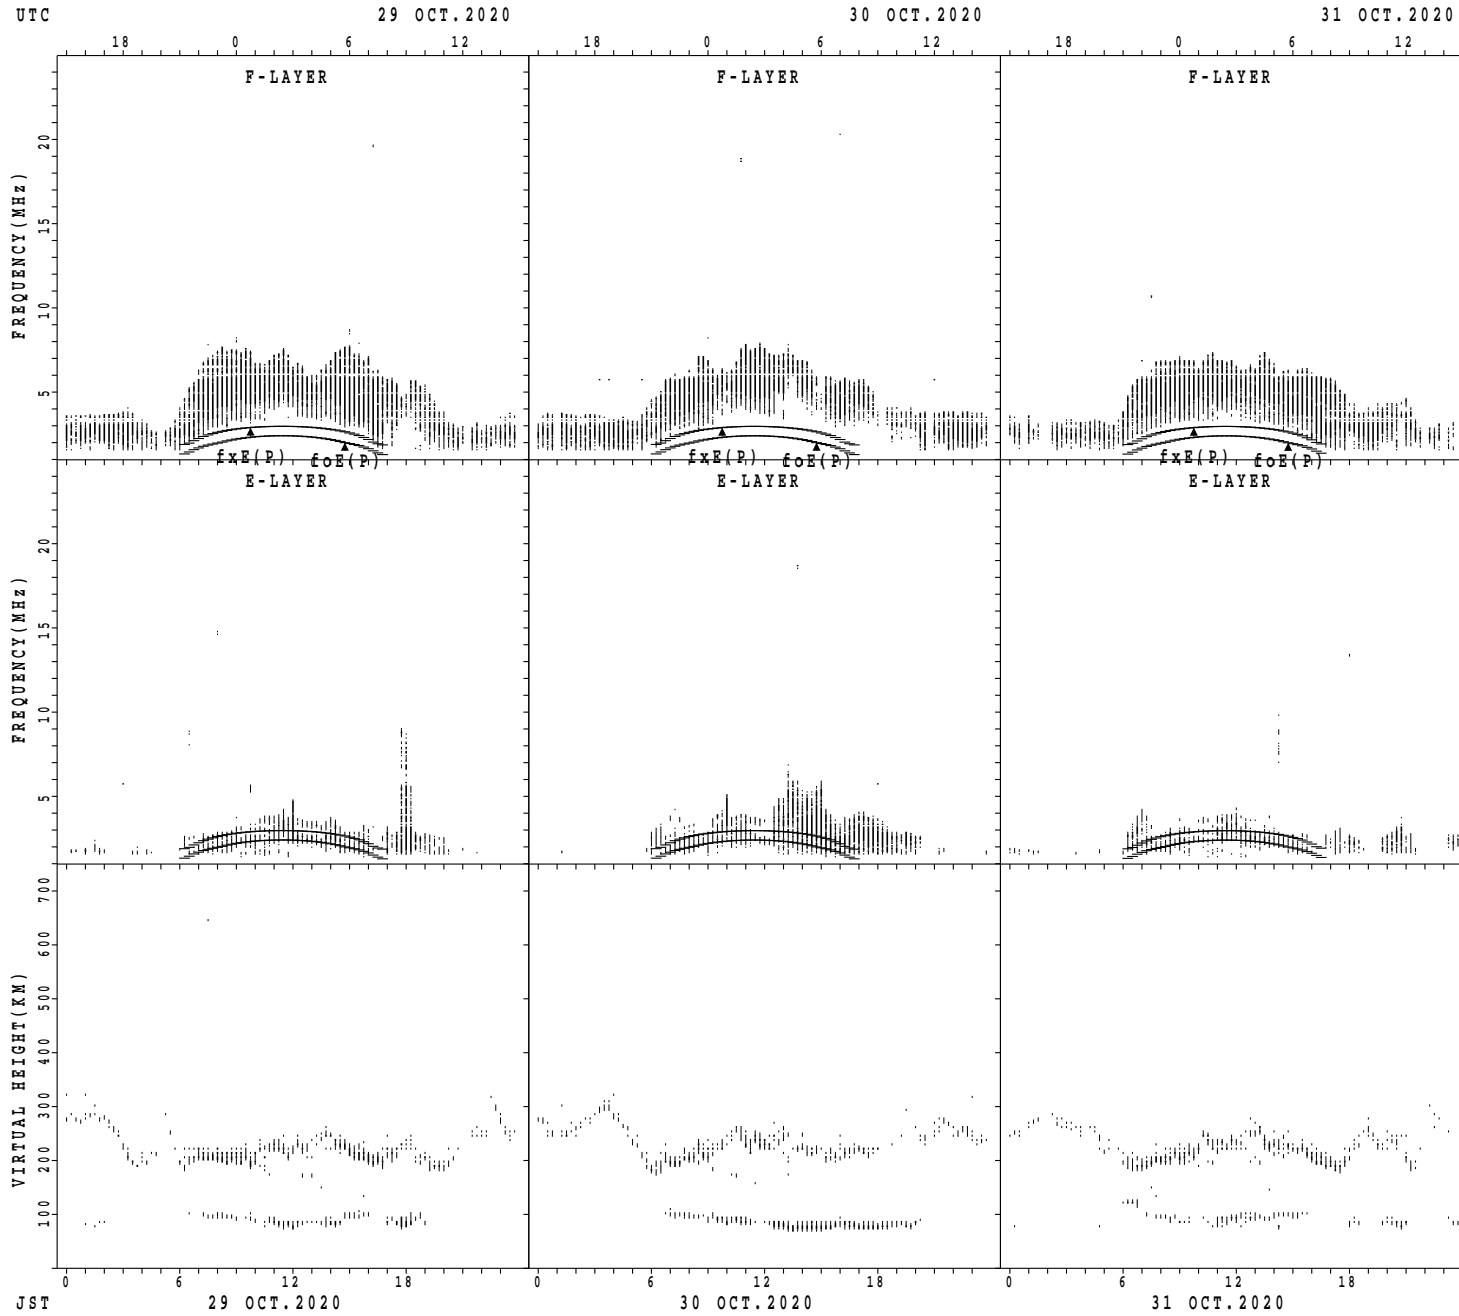 UTC 29 OCT.2020 30 OCT.2020 31 OCT.2020
18 0 6 12 18 0 6 12 18 0 6 12
F-LAYER F-LAYER F-LAYER
FREQUENCY(MHz)
20
15
10
5
fxE(P) foE(P) fxE(P) foE(P) fxE(P) foE(P)
E-LAYER E-LAYER E-LAYER
FREQUENCY(MHz)
20
15
10
5
VIRTUAL HEIGHT(KM)
700
600
500
400
300
200
100
0 6 12 18 0 6 12 18 0 6 12 18
JST 29 OCT.2020 30 OCT.2020 31 OCT.2020